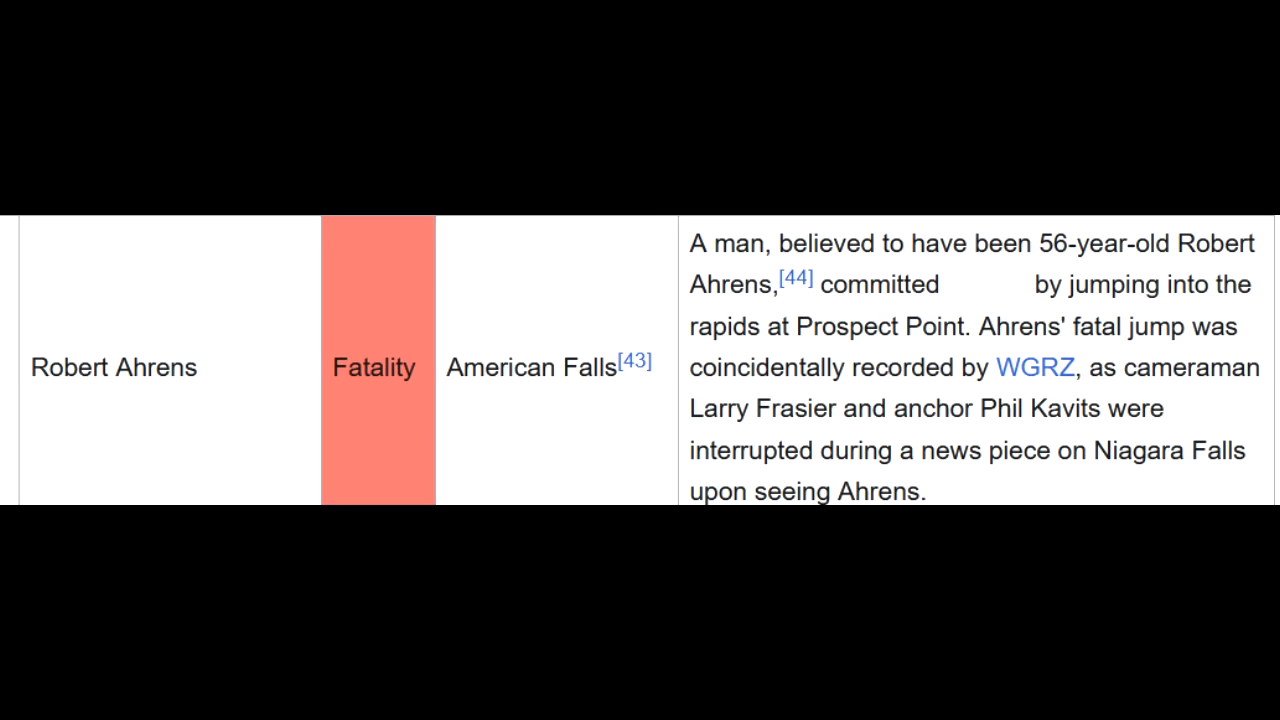 Robert Ahrens
Fatality
American Falls[43]
A man, believed to have been 56-year-old Robert
Ahrens,[44] committed by jumping into the
rapids at Prospect Point. Ahrens' fatal jump was
coincidentally recorded by WGRZ, as cameraman
Larry Frasier and anchor Phil Kavits were
interrupted during a news piece on Niagara Falls
upon seeing Ahrens.